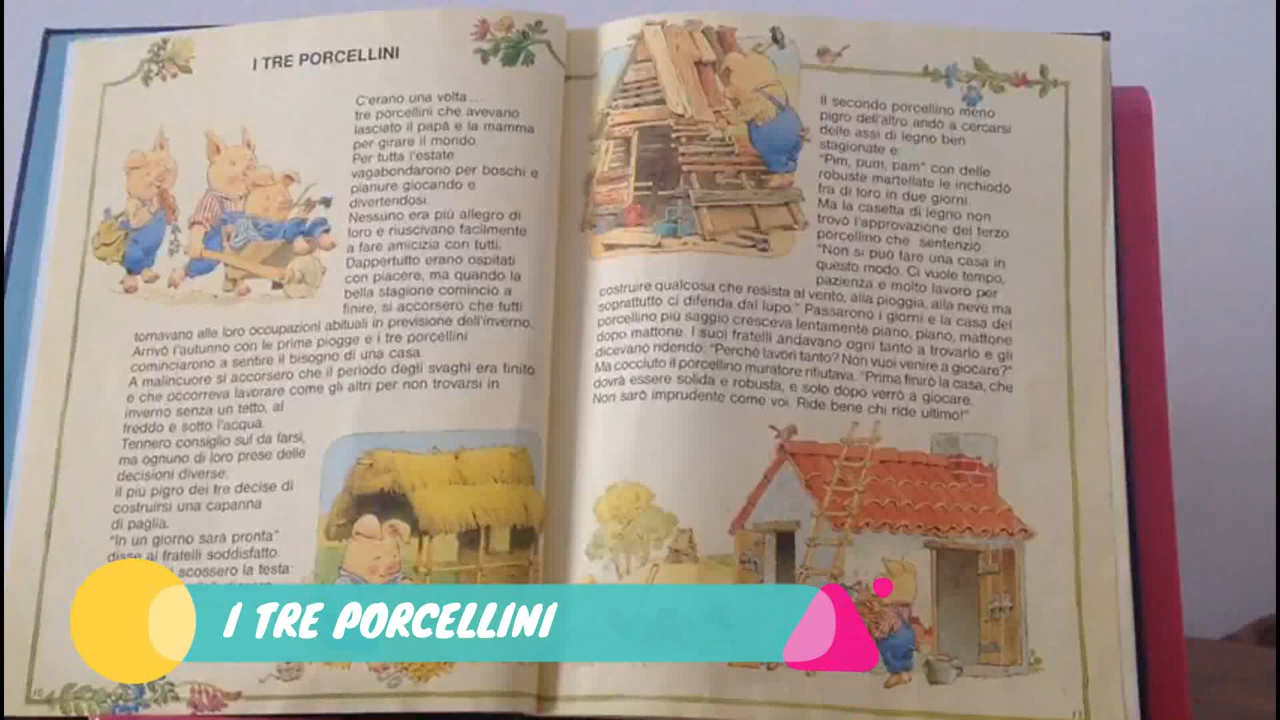 I TRE PORCELLINI
C'erano una volta...
tre porcellini che avevano
lasciato il papà e la mamma
per girare il mondo.
Per tutta l'estate
vagabondarono per boschi e
pianure giocando e
divertendosi.
Nessuno era più allegro di
loro e riuscivano facilmente
a fare amicizia con tutti.
Dappertutto erano ospitati
con piacere, ma quando la
bella stagione cominciò a
finire, si accorsero che tutti
tornavano alle loro occupazioni abituali in previsione dell'inverno.
Arrivò l'autunno con le prime piogge e i tre porcellini
cominciarono a sentire il bisogno di una casa.
A malincuore si accorsero che il periodo degli svaghi era finito
e che occorreva lavorare come gli altri per non trovarsi in
inverno senza un tetto, al
freddo e sotto l'acqua.
Tennero consiglio sul da farsi,
ma ognuno di loro prese delle
decisioni diverse:
il più pigro dei tre decise di
costruirsi una capanna
di paglia.
"In un giorno sarà pronta"
disse ai fratelli soddisfatto.
scossero la testa:
10
Il secondo porcellino meno
pigro dell'altro andò a cercarsi
delle assi di legno ben
stagionate e:
"Pim, pum, pam" con delle
robuste martellate le inchiodò
fra di loro in due giorni.
Ma la casetta di legno non
trovò l'approvazione del terzo
porcellino che sentenziò:
"Non si può fare una casa in
questo modo. Ci vuole tempo,
pazienza e molto lavoro per
costruire qualcosa che resista al vento, alla pioggia, alla neve ma
soprattutto ci difenda dal lupo." Passarono i giorni e la casa del
porcellino più saggio cresceva lentamente piano, piano, mattone
dopo mattone. I suoi fratelli andavano ogni tanto a trovarlo e gli
dicevano ridendo: "Perché lavori tanto? Non vuoi venire a giocare?"
Ma cocciuto il porcellino muratore rifiutava. "Prima finirò la casa, che
dovrà essere solida e robusta, e solo dopo verrò a giocare.
Non sarò imprudente come voi. Ride bene chi ride ultimo!"
11
I TRE PORCELLINI